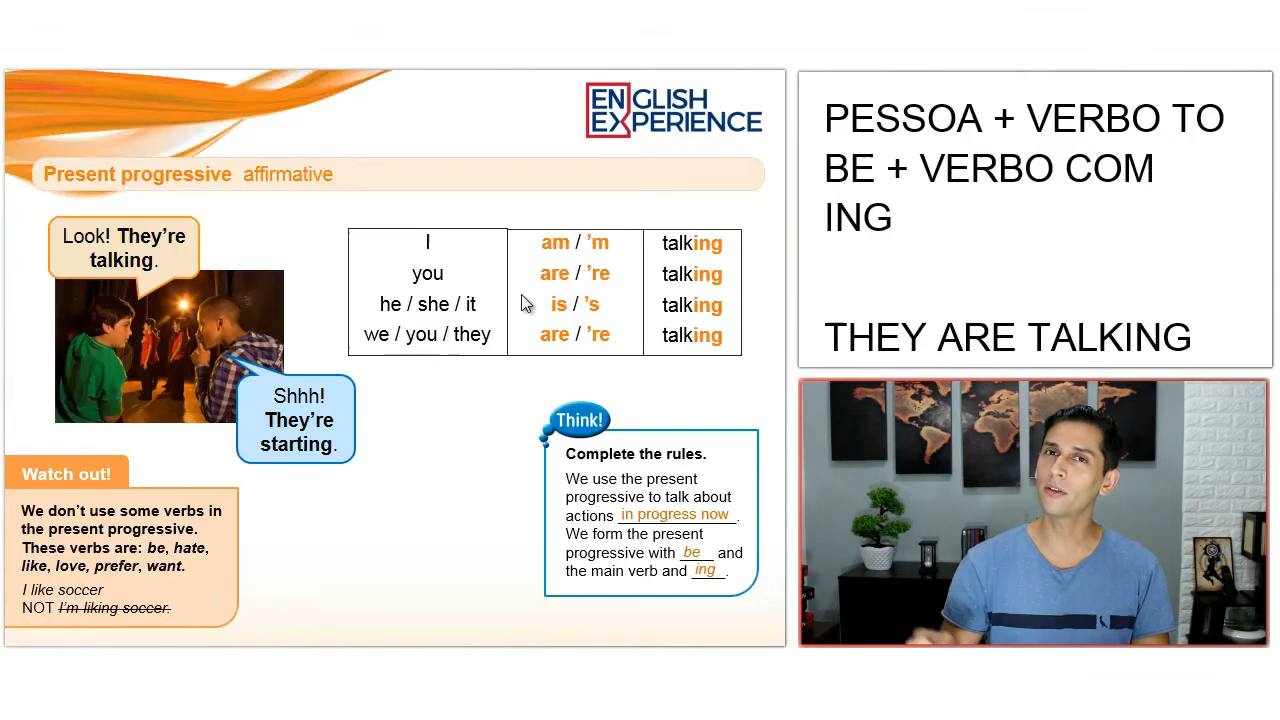 ENGLISH
EXPERIENCE
Present progressive affirmative
Look! They're
talking.
I am / 'm talking
you are / 're talking
he / she / it is / 's talking
we / you / they are / 're talking
Shhh!
They're
starting.
Watch out!
We don't use some verbs in
the present progressive.
These verbs are: be, hate,
like, love, prefer, want.
I like soccer
NOT I'm liking soccer.
Think!
Complete the rules.
We use the present
progressive to talk about
actions in progress now.
We form the present
progressive with be and
the main verb and ing.
PESSOA + VERBO TO
BE + VERBO COM
ING
THEY ARE TALKING